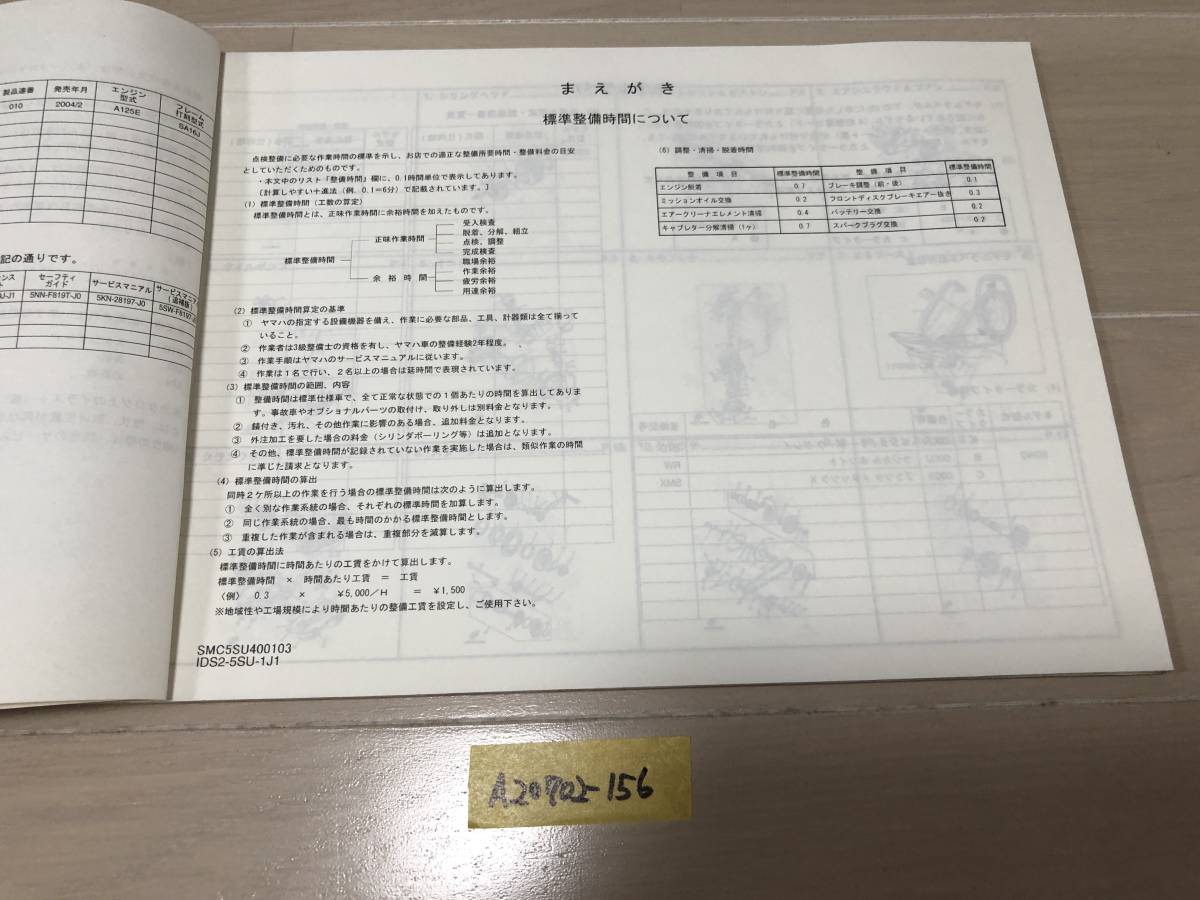 製品連番 発売年月 エンジン型式 フレーム打刻型式
010 2004/2 A125E SA16J
記の通りです。
セーフティガイド サービスマニュアル サービスマニュアル(追補版)
5NN-F819T-J0 5KN-28197-J0 5SW-F8197
まえがき
標準整備時間について
点検整備に必要な作業時間の標準を示し、お店での適正な整備所要時間・整備料金の目安
としていただくためのものです。
・本文中のリスト「整備時間」欄に、0.1時間単位で表示してあります。
〔計算しやすい十進法(例. 0.1=6分)で記載されています。〕
(1) 標準整備時間(工数の算定)
標準整備時間とは、正味作業時間に余裕時間を加えたものです。
標準整備時間
正味作業時間
受入検査
脱着、分解、組立
点検、調整
完成検査
余裕時間
職場余裕
作業余裕
疲労余裕
用達余裕
(2) 標準整備時間算定の基準
① ヤマハの指定する設備機器を備え、作業に必要な部品、工具、計器類は全て揃って
いること。
② 作業者は3級整備士の資格を有し、ヤマハ車の整備経験2年程度。
③ 作業手順はヤマハのサービスマニュアルに従います。
④ 作業は1名で行い、2名以上の場合は延時間で表現されています。
(3) 標準整備時間の範囲、内容
① 整備時間は標準仕様車で、全て正常な状態での1個あたりの時間を算出してありま
す。事故車やオプショナルパーツの取付け、取り外しは別料金となります。
② 錆付き、汚れ、その他作業に影響のある場合、追加料金となります。
③ 外注加工を要した場合の料金(シリンダボーリング等)は追加となります。
④ その他、標準整備時間が記録されていない作業を実施した場合は、類似作業の時間
に準じた請求となります。
(4) 標準整備時間の算出
同時2ケ所以上の作業を行う場合の標準整備時間は次のように算出します。
① 全く別な作業系統の場合、それぞれの標準時間を加算します。
② 同じ作業系統の場合、最も時間のかかる標準整備時間とします。
③ 重複した作業が含まれる場合は、重複部分を減算します。
(5) 工賃の算出法
標準整備時間に時間あたりの工賃をかけて算出します。
標準整備時間 × 時間あたり工賃 = 工賃
〈例〉 0.3 × ¥5,000/H = ¥1,500
※地域性や工場規模により時間あたりの整備工賃を設定し、ご使用下さい。
SMC5SU400103
IDS2-5SU-1J1
(6) 調整・清掃・脱着時間
整備項目 標準整備時間 整備項目 標準整備時間
エンジン脱着 0.7 ブレーキ調整(前・後) 0.1
ミッションオイル交換 0.2 フロントディスクブレーキエアー抜き 0.3
エアークリーナエレメント清掃 0.4 バッテリー交換 0.2
キャブレター分解清掃(1ケ) 0.7 スパークプラグ交換 0.2
A20702-156